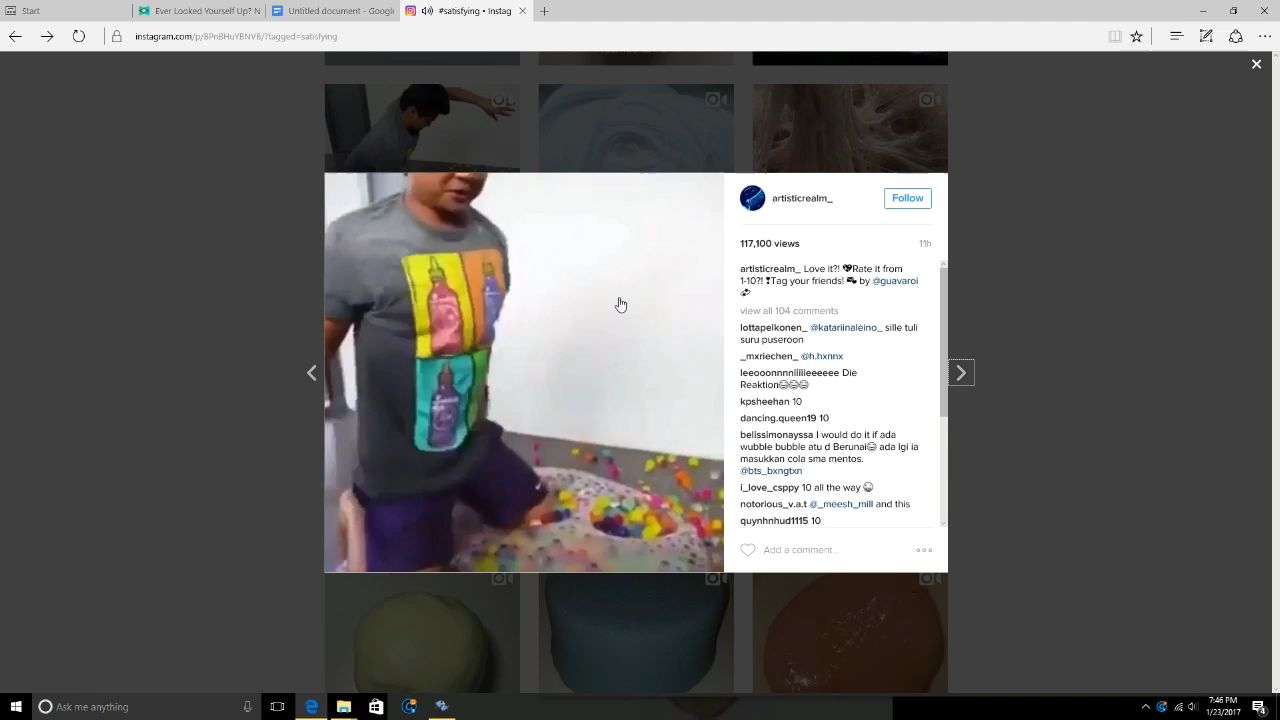 Start
Ever Looked Yourself Up? N
Untitled document - Google
#satisfying • Instag
instagram.com/p/BPnBHuYBNVB/?tagged=satisfying
artisticrealm_
Follow
117,100 views
11h
artisticrealm_ Love it?! 💖Rate it from
1-10?! ❣Tag your friends! 💌 by @guavaroi
view all 104 comments
lottapelkonen_ @katariinaleino_ sille tuli
suru puseroon
_mxriechen_ @h.hxnnx
leeooonnnniiiiieeeeee Die
Reaktion😂😂😂
kpsheehan 10
dancing.queen19 10
belissimonayssa I would do it if ada
wubble bubble atu d Berunai😂 ada lgi ia
masukkan cola sma mentos.
@bts_bxngtxn
i_love_csppy 10 all the way 😀
notorious_v.a.t @_meesh_mill and this
quynhnhud1115 10
Add a comment...
Ask me anything
7:46 PM
1/23/2017